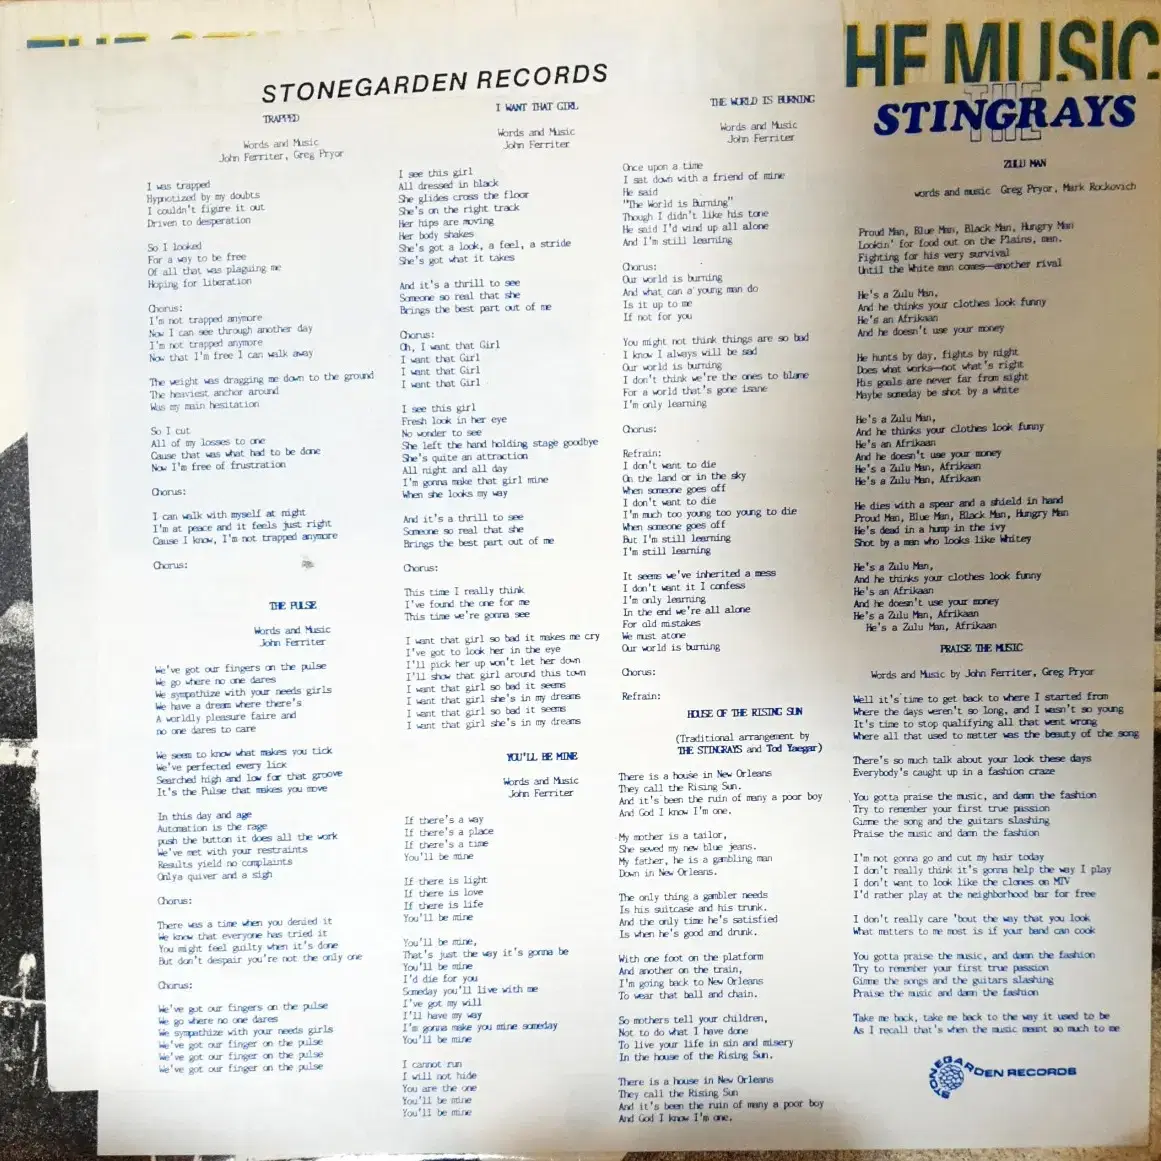 HE MUSIC
STONEGARDEN RECORDS
THE
STINGRAYS
TRAPPED
Words and Music
John Ferriter, Greg Pryor
I was trapped
Hypnotized by my doubts
I couldn't figure it out
Driven to desperation
So I looked
For a way to be free
Of all that was plaguing me
Hoping for liberation
Chorus:
I'm not trapped anymore
Now I can see through another day
I'm not trapped anymore
Now that I'm free I can walk away
The weight was dragging me down to the ground
The heaviest anchor around
Was my main hesitation
So I cut
All of my losses to one
Cause that was what had to be done
Now I'm free of frustration
Chorus:
I can walk with myself at night
I'm at peace and it feels just right
Cause I know, I'm not trapped anymore
Chorus:
THE PULSE
Words and Music
John Ferriter
We've got our fingers on the pulse
We go where no one dares
We sympathize with your needs girls
We have a dream where there's
A worldly pleasure faire and
no one dares to care
We seem to know what makes you tick
We've perfected every lick
Searched high and low for that groove
It's the Pulse that makes you move
In this day and age
Automation is the rage
push the button it does all the work
We've met with your restraints
Results yield no complaints
Onlya quiver and a sigh
Chorus:
There was a time when you denied it
We know that everyone has tried it
You might feel guilty when it's done
But don't despair you're not the only one
Chorus:
We've got our fingers on the pulse
We go where no one dares
We sympathize with your needs girls
We've got our finger on the pulse
We've got our finger on the pulse
We've got our finger on the pulse
I WANT THAT GIRL
Words and Music
John Ferriter
I see this girl
All dressed in black
She glides cross the floor
She's on the right track
Her hips are moving
Her body shakes
She's got a look, a feel, a stride
She's got what it takes
And it's a thrill to see
Someone so real that she
Brings the best part out of me
Chorus:
Oh, I want that Girl
I want that Girl
I want that Girl
I want that Girl
I see this girl
Fresh look in her eye
No wonder to see
She left the hand holding stage goodbye
She's quite an attraction
All night and all day
I'm gonna make that girl mine
When she looks my way
And it's a thrill to see
Someone so real that she
Brings the best part out of me
Chorus:
This time I really think
I've found the one for me
This time we're gonna see
I want that girl so bad it makes me cry
I've got to look her in the eye
I'll pick her up won't let her down
I'll show that girl around this town
I want that girl so bad it seems
I want that girl she's in my dreams
I want that girl so bad it seems
I want that girl she's in my dreams
YOU'LL BE MINE
Words and Music
John Ferriter
If there's a way
If there's a place
If there's a time
You'll be mine
If there is light
If there is love
If there is life
You'll be mine
You'll be mine,
That's just the way it's gonna be
You'll be mine
I'd die for you
Someday you'll live with me
I've got my will
I'll have my way
I'm gonna make you mine someday
You'll be mine
I cannot run
I will not hide
You are the one
You'll be mine
You'll be mine
THE WORLD IS BURNING
Words and Music
John Ferriter
Once upon a time
I sat down with a friend of mine
He said
"The World is Burning"
Though I didn't like his tone
He said I'd wind up all alone
And I'm still learning
Chorus:
Our world is burning
And what can a young man do
Is it up to me
If not for you
You might not think things are so bad
I know I always will be sad
Our world is burning
I don't think we're the ones to blame
For a world that's gone isane
I'm only learning
Chorus:
Refrain:
I don't want to die
On the land or in the sky
When someone goes off
I don't want to die
I'm much too young too young to die
When someone goes off
But I'm still learning
I'm still learning
It seems we've inherited a mess
I don't want it I confess
I'm only learning
In the end we're all alone
For old mistakes
We must atone
Our world is burning
Chorus:
Refrain:
HOUSE OF THE RISING SUN
(Traditional arrangement by
THE STINGRAYS and Tod Yaegar)
There is a house in New Orleans
They call the Rising Sun.
And it's been the ruin of many a poor boy
And God I know I'm one.
My mother is a tailor,
She sewed my new blue jeans.
My father, he is a gambling man
Down in New Orleans.
The only thing a gambler needs
Is his suitcase and his trunk.
And the only time he's satisfied
Is when he's good and drunk.
With one foot on the platform
And another on the train,
I'm going back to New Orleans
To wear that ball and chain.
So mothers tell your children,
Not to do what I have done
To live your life in sin and misery
In the house of the Rising Sun.
There is a house in New Orleans
They call the Rising Sun
And it's been the ruin of many a poor boy
And God I know I'm one.
ZULU MAN
words and music Greg Pryor, Mark Rockovich
Proud Man, Blue Man, Black Man, Hungry Man
Lookin' for food out on the Plains, man.
Fighting for his very survival
Until the White man comes—another rival
He's a Zulu Man,
And he thinks your clothes look funny
He's an Afrikaan
And he doesn't use your money
He hunts by day, fights by night
Does what works—not what's right
His goals are never far from sight
Maybe someday be shot by a white
He's a Zulu Man,
And he thinks your clothes look funny
He's an Afrikaan
And he doesn't use your money
He's a Zulu Man, Afrikaan
He's a Zulu Man, Afrikaan
He dies with a spear and a shield in hand
Proud Man, Blue Man, Black Man, Hungry Man
He's dead in a hump in the ivy
Shot by a man who looks like Whitey
He's a Zulu Man,
And he thinks your clothes look funny
He's an Afrikaan
And he doesn't use your money
He's a Zulu Man, Afrikaan
He's a Zulu Man, Afrikaan
PRAISE THE MUSIC
Words and Music by John Ferriter, Greg Pryor
Well it's time to get back to where I started from
Where the days weren't so long, and I wasn't so young
It's time to stop qualifying all that went wrong
Where all that used to matter was the beauty of the song
There's so much talk about your look these days
Everybody's caught up in a fashion craze
You gotta praise the music, and damn the fashion
Try to remember your first true passion
Gimme the song and the guitars slashing
Praise the music and damn the fashion
I'm not gonna go and cut my hair today
I don't really think it's gonna help the way I play
I don't want to look like the clones on MTV
I'd rather play at the neighborhood bar for free
I don't really care 'bout the way that you look
What matters to me most is if your band can cook
You gotta praise the music, and damn the fashion
Try to remember your first true passion
Gimme the songs and the guitars slashing
Praise the music and damn the fashion
Take me back, take me back to the way it used to be
As I recall that's when the music meant so much to me
STONEGARDEN RECORDS